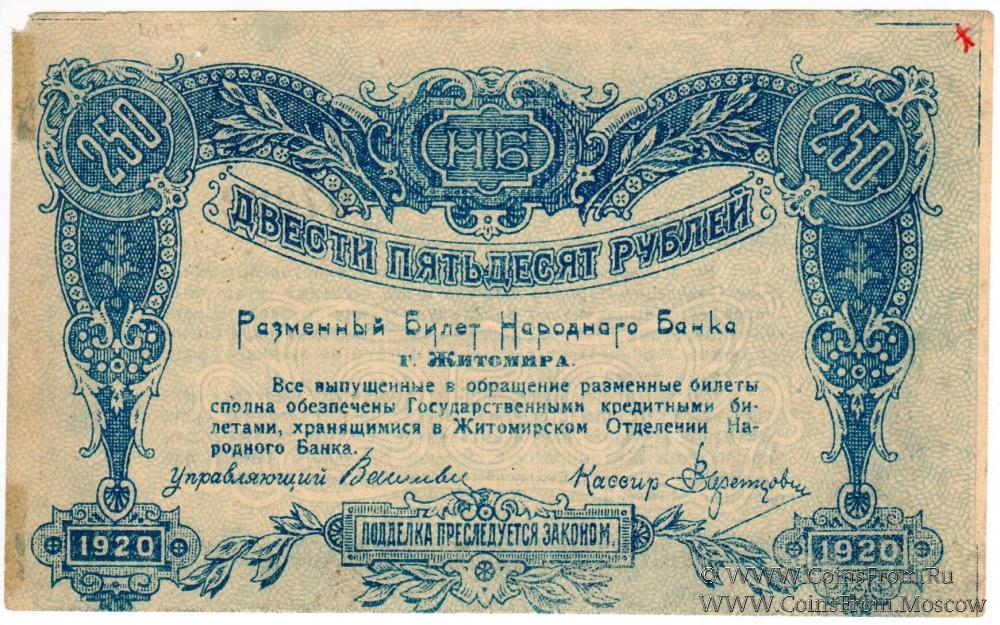 250
НБ
250
ДВЕСТИ ПЯТЬДЕСЯТ РУБЛЕЙ
Разменный Билет Народнаго Банка
г. Житомира.
Все выпущенные в обращение разменные билеты
сполна обезпечены Государственными кредитными би-
летами, хранящимися в Житомирском Отделении На-
родного Банка.
Управляющий
Кассир
1920
ПОДДЕЛКА ПРЕСЛЕДУЕТСЯ ЗАКОНОМ.
1920
© WWW.CoinsFrom.Ru
WWW.CoinsFrom.Moscow